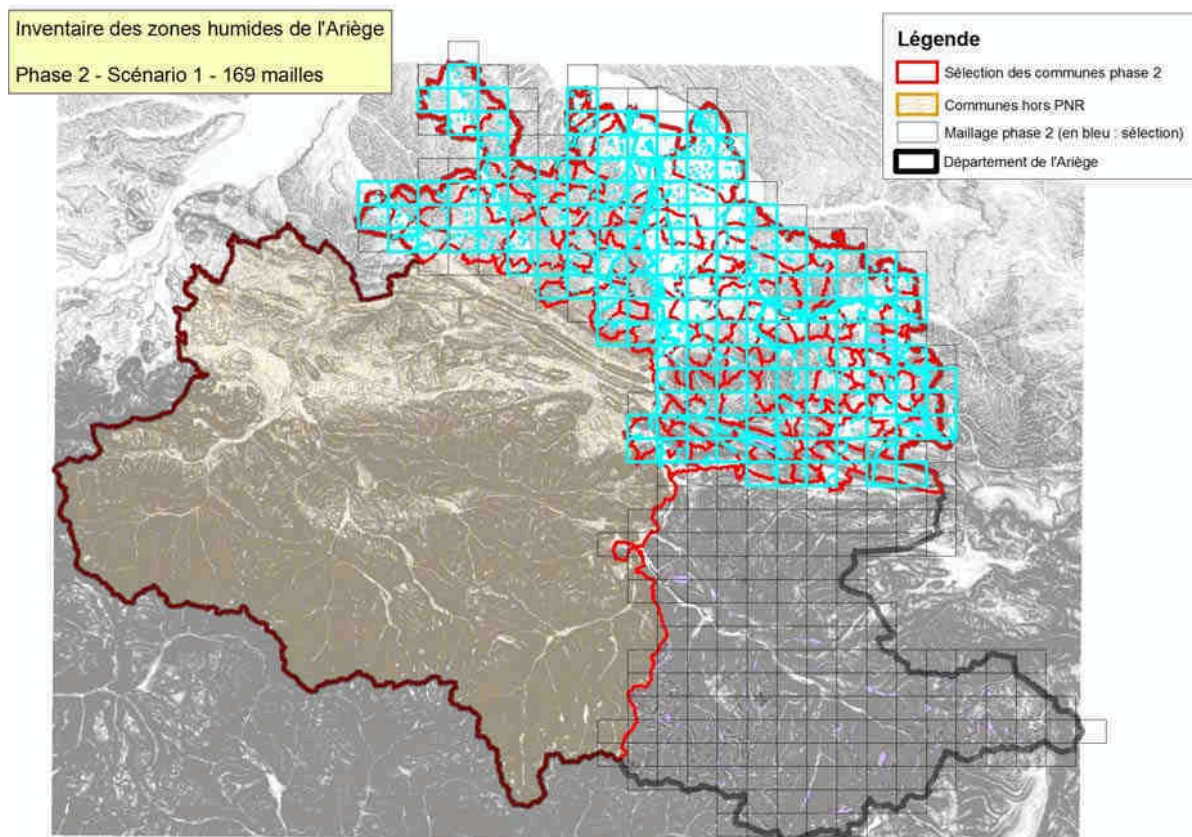 Inventaire des zones humides de l'Ariège
Phase 2 - Scénario 1 - 169 mailles
Légende
Sélection des communes phase 2
Communes hors PNR
Maillage phase 2 (en bleu : sélection)
Département de l'Ariège